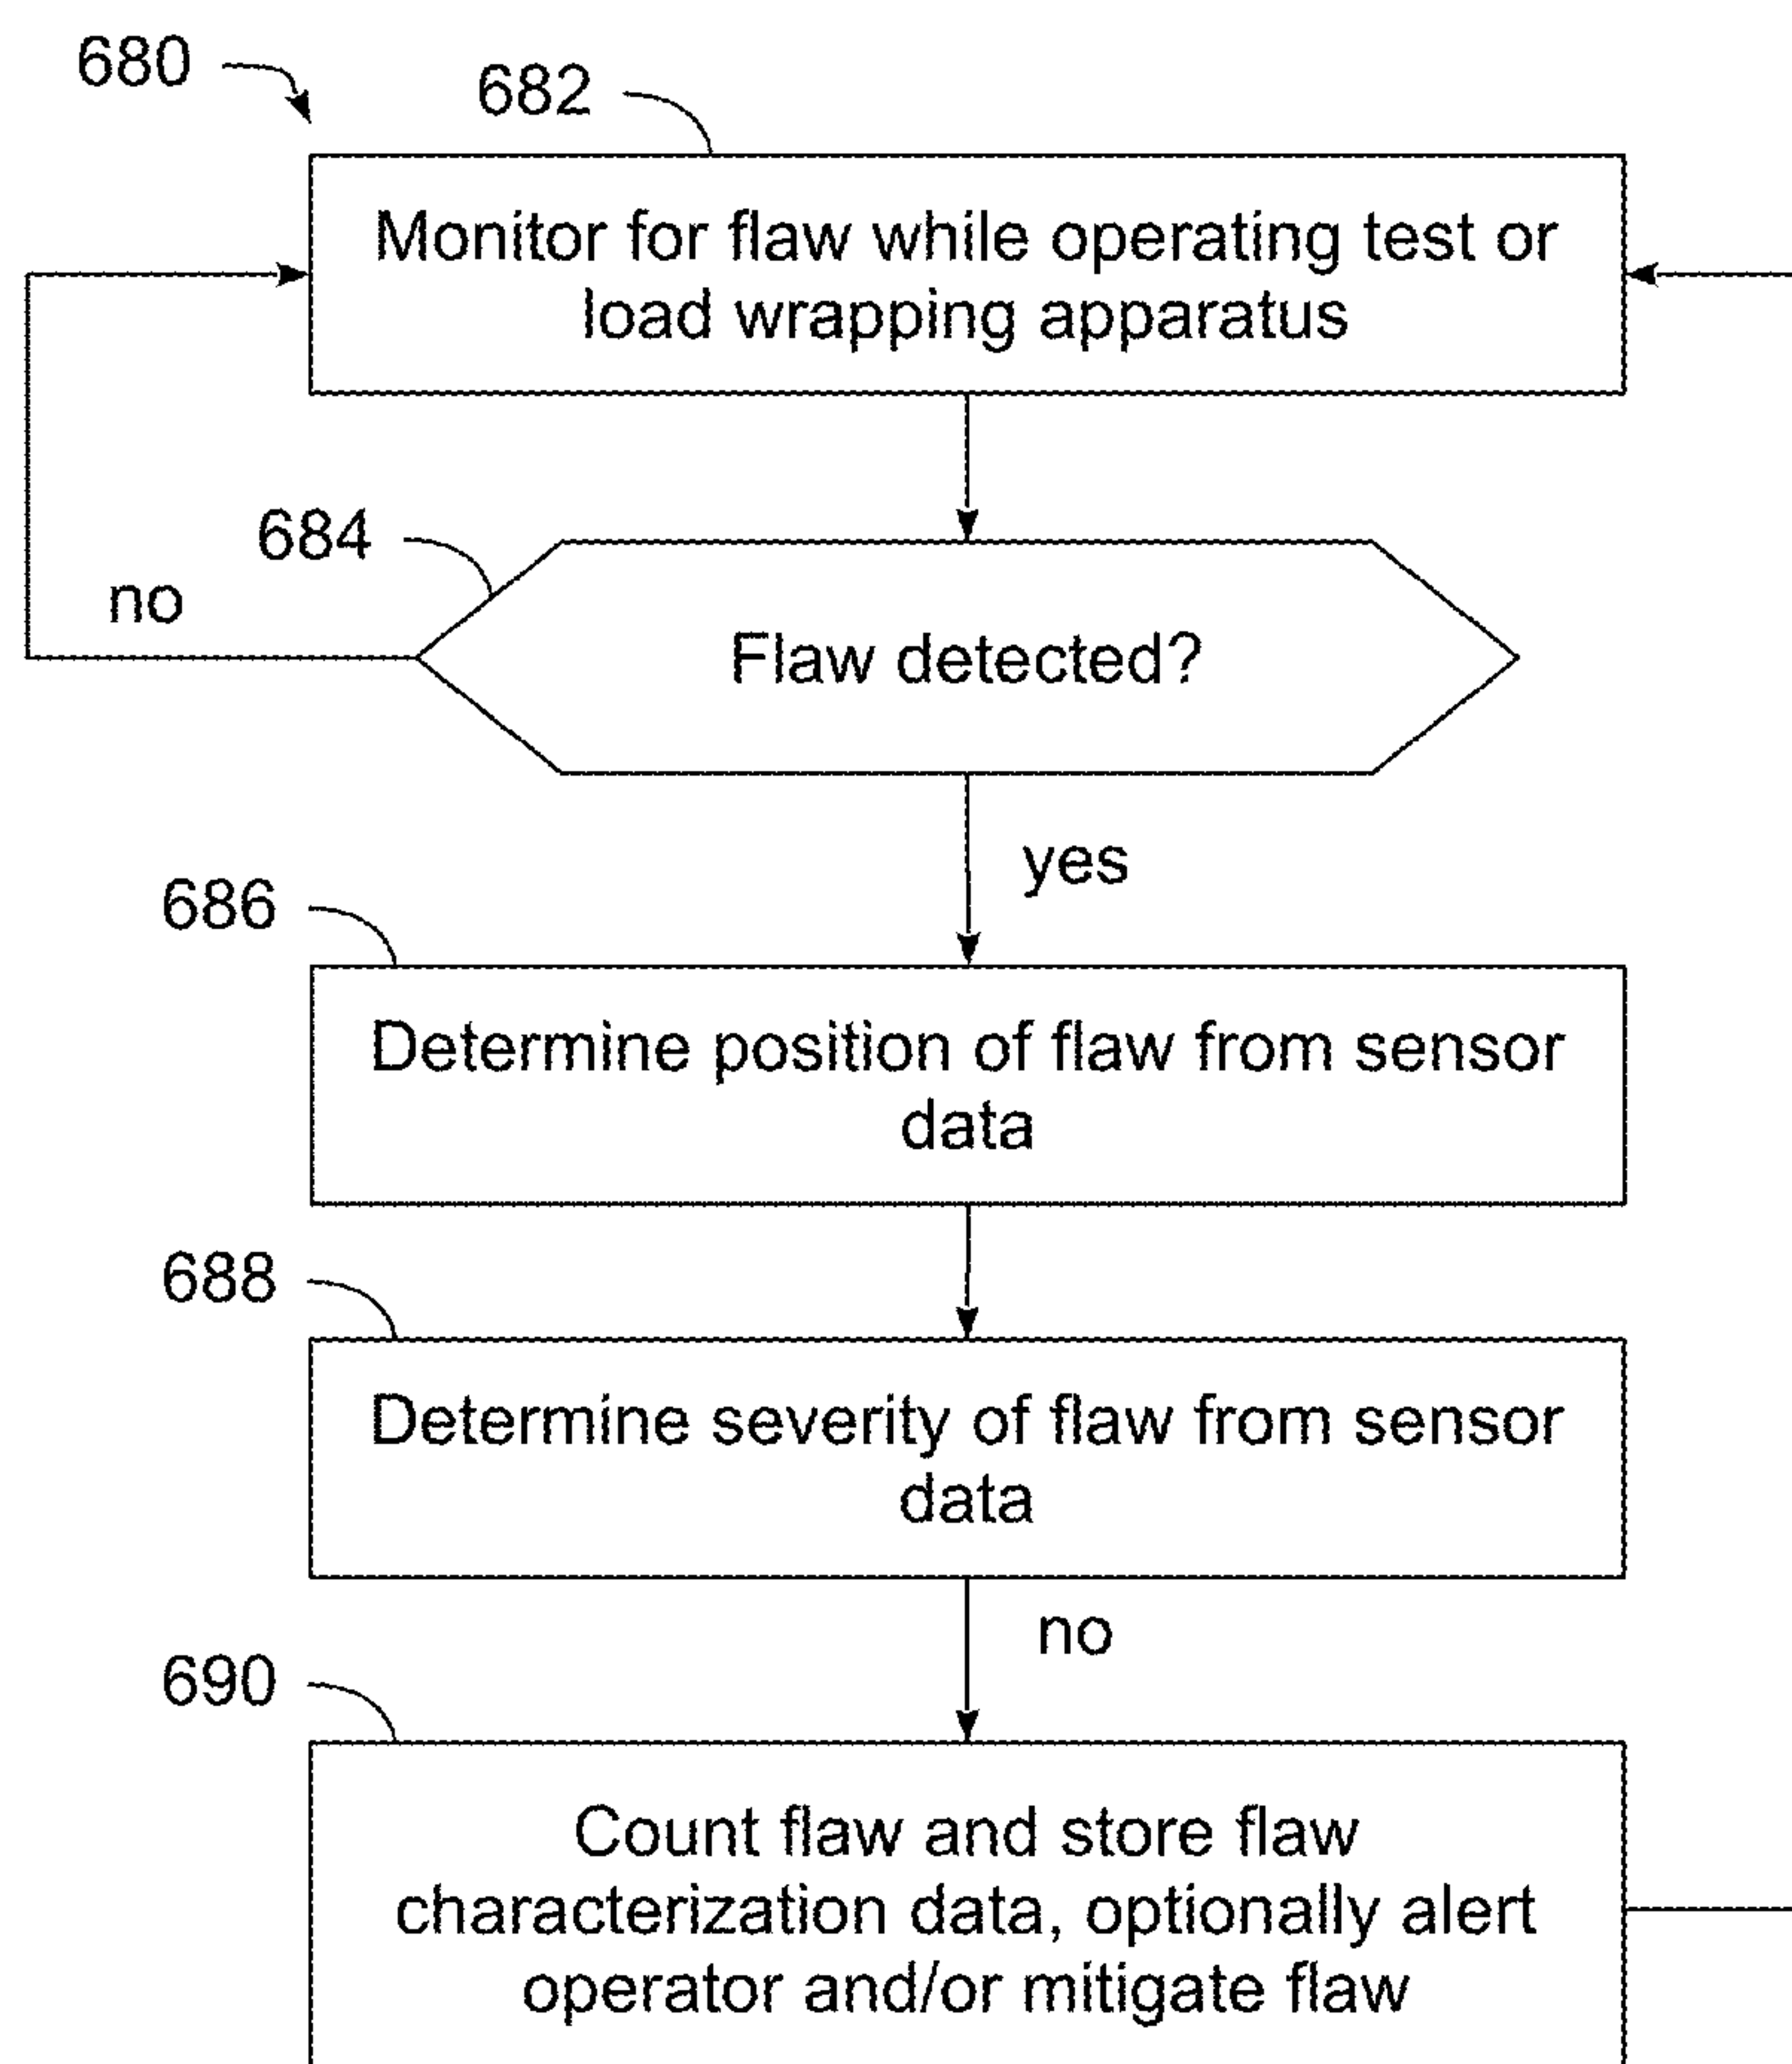 680
682
Monitor for flaw while operating test or
load wrapping apparatus
684
no
Flaw detected?
yes
686
Determine position of flaw from sensor
data
688
Determine severity of flaw from sensor
data
no
690
Count flaw and store flaw
characterization data, optionally alert
operator and/or mitigate flaw